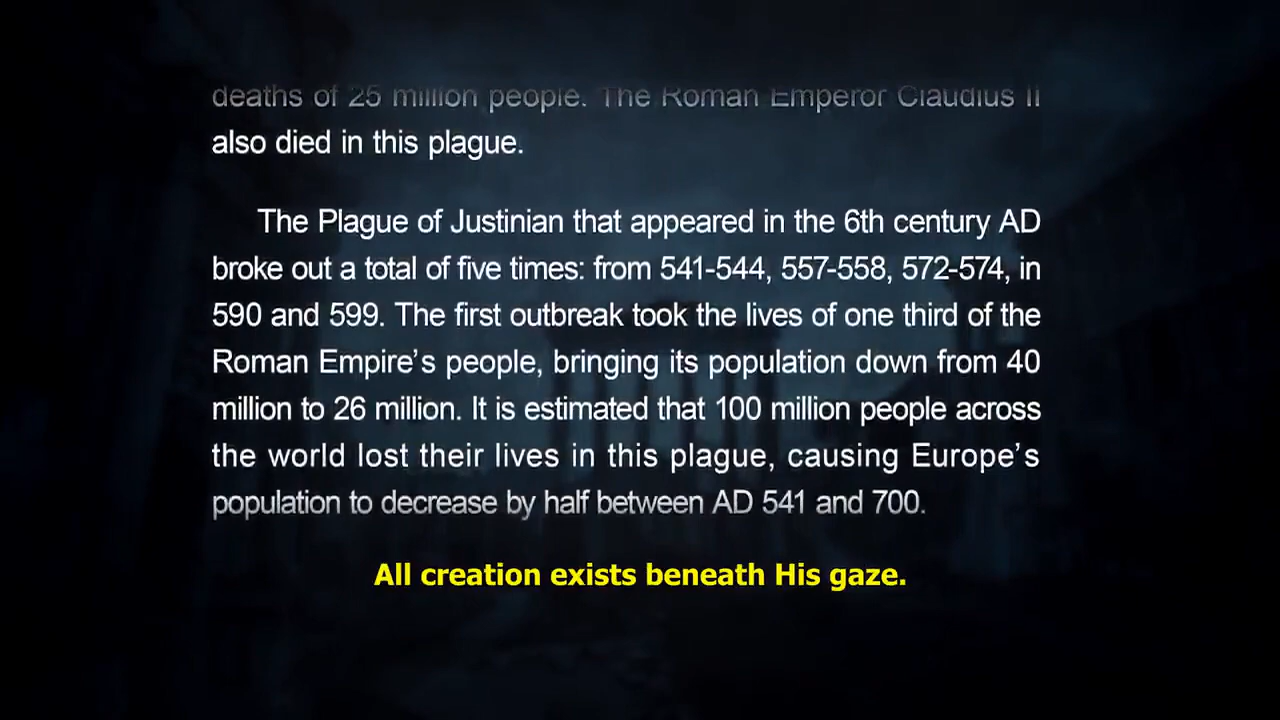 deaths of 25 million people. The Roman Emperor Claudius II
also died in this plague.
The Plague of Justinian that appeared in the 6th century AD
broke out a total of five times: from 541-544, 557-558, 572-574, in
590 and 599. The first outbreak took the lives of one third of the
Roman Empire’s people, bringing its population down from 40
million to 26 million. It is estimated that 100 million people across
the world lost their lives in this plague, causing Europe’s
population to decrease by half between AD 541 and 700.
All creation exists beneath His gaze.